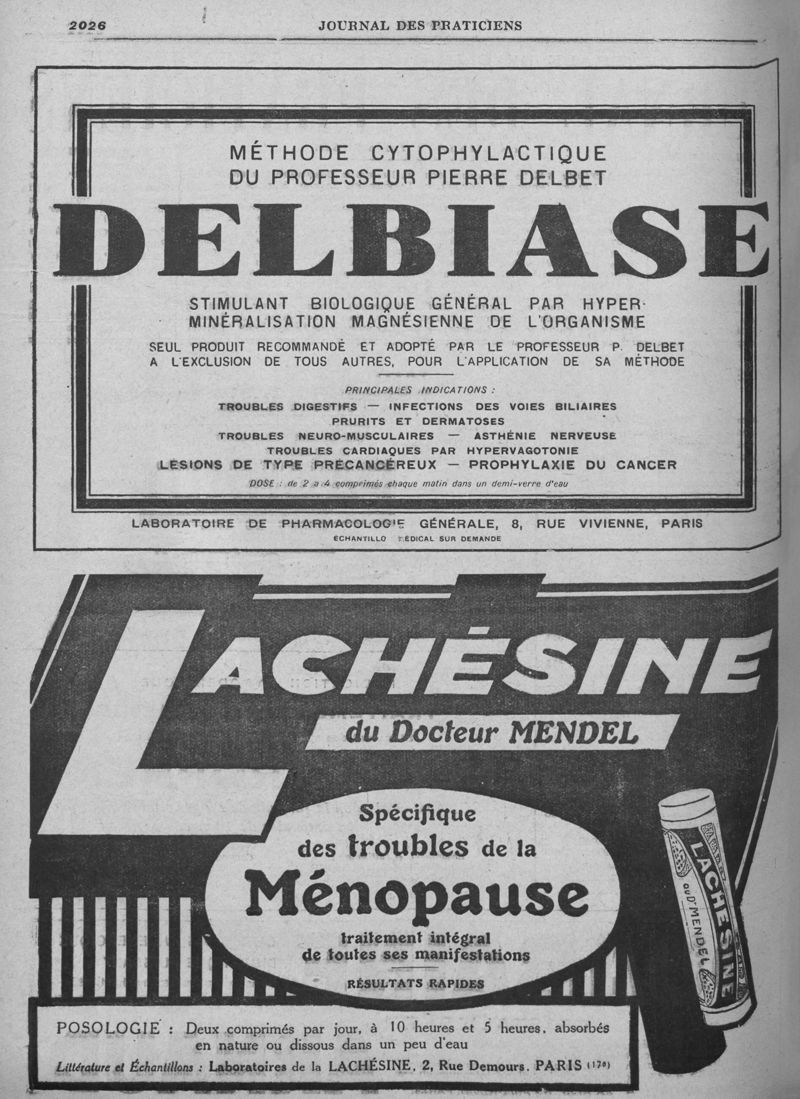 2026
JOURNAL DES PRATICIENS
MÉTHODE CYTOPHYLACTIQUE
DU PROFESSEUR PIERRE DELBET
DELBIASE
STIMULANT BIOLOGIQUE GÉNÉRAL PAR HYPER-
MINÉRALISATION MAGNÉSIENNE DE L'ORGANISME
SEUL PRODUIT RECOMMANDÉ ET ADOPTÉ PAR LE PROFESSEUR P. DELBET
A L'EXCLUSION DE TOUS AUTRES, POUR L'APPLICATION DE SA MÉTHODE
PRINCIPALES INDICATIONS :
TROUBLES DIGESTIFS — INFECTIONS DES VOIES BILIAIRES
PRURITS ET DERMATOSES
TROUBLES NEURO-MUSCULAIRES — ASTHÉNIE NERVEUSE
TROUBLES CARDIAQUES PAR HYPERVAGOTONIE
LÉSIONS DE TYPE PRÉCANCÉREUX — PROPHYLAXIE DU CANCER
DOSE : de 2 a 4 comprimés chaque matin dans un demi-verre d'eau
LABORATOIRE DE PHARMACOLOGIE GÉNÉRALE, 8, RUE VIVIENNE, PARIS
ÉCHANTILLO MÉDICAL SUR DEMANDE
LACHÉSINE
du Docteur MENDEL
Spécifique
des troubles de la
Ménopause
traitement intégral
de toutes ses manifestations
RÉSULTATS RAPIDES
LACHÉSINE
DU Dr MENDEL
LACHESINE
POSOLOGIE : Deux comprimés par jour, à 10 heures et 5 heures, absorbés
en nature ou dissous dans un peu d'eau
Littérature et Échantillons : Laboratoires de la LACHÉSINE, 2, Rue Demours, PARIS (17e)